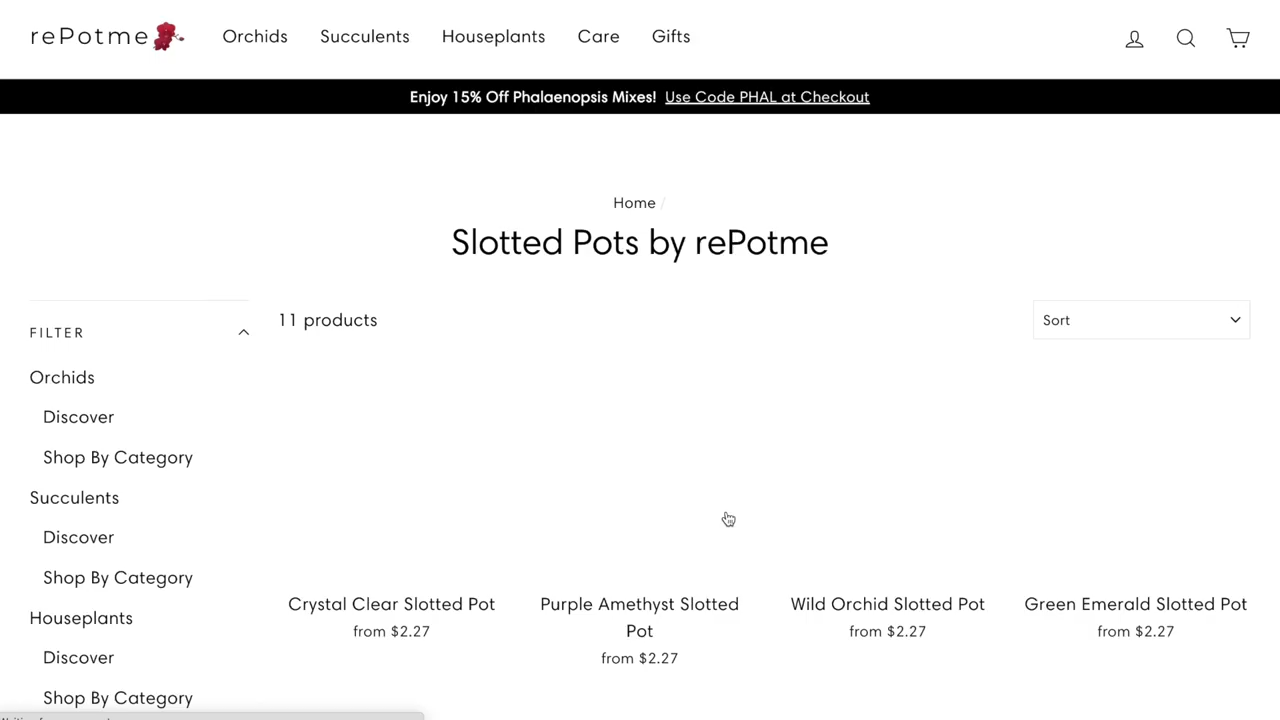 rePotme Orchids Succulents Houseplants Care Gifts
Enjoy 15% Off Phalaenopsis Mixes! Use Code PHAL at Checkout
Home /
Slotted Pots by rePotme
11 products
Sort
FILTER
Orchids
Discover
Shop By Category
Succulents
Discover
Shop By Category
Houseplants
Discover
Shop By Category
Crystal Clear Slotted Pot
from $2.27
Purple Amethyst Slotted
Pot
from $2.27
Wild Orchid Slotted Pot
from $2.27
Green Emerald Slotted Pot
from $2.27